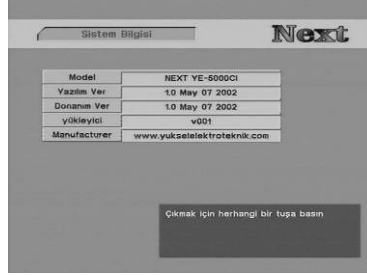 Sistem Bilgisi
Next
Model NEXT YE-5000CI
Yazılım Ver 1.0 May 07 2002
Donanım Ver 1.0 May 07 2002
yükleyici v001
Manufacturer www.yukselelektroteknik.com
Çıkmak için herhangi bir tuşa basın